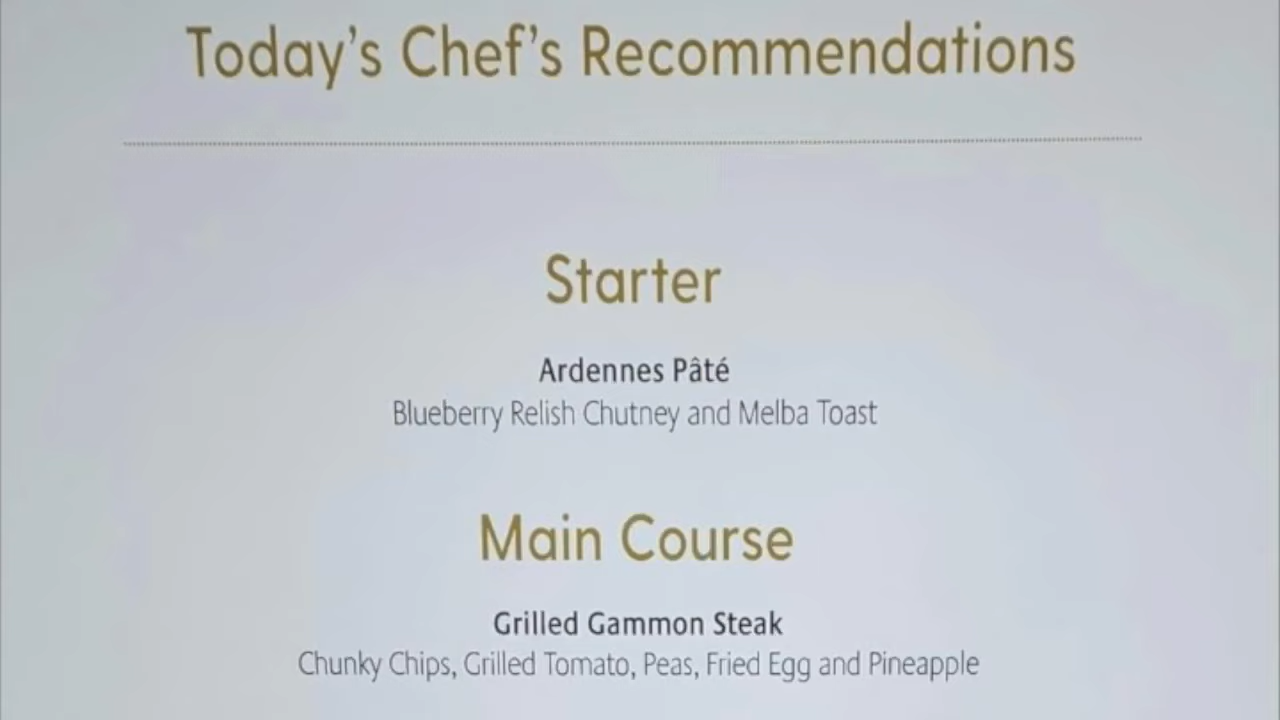 Today’s Chef’s Recommendations
Starter
Ardennes Pâté
Blueberry Relish Chutney and Melba Toast
Main Course
Grilled Gammon Steak
Chunky Chips, Grilled Tomato, Peas, Fried Egg and Pineapple